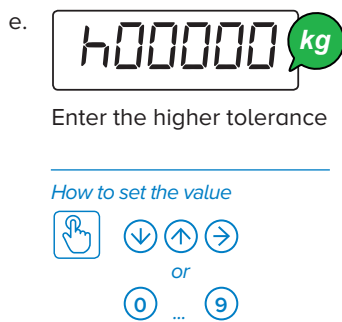 e.
h00000 kg
Enter the higher tolerance
How to set the value
or
0 ... 9